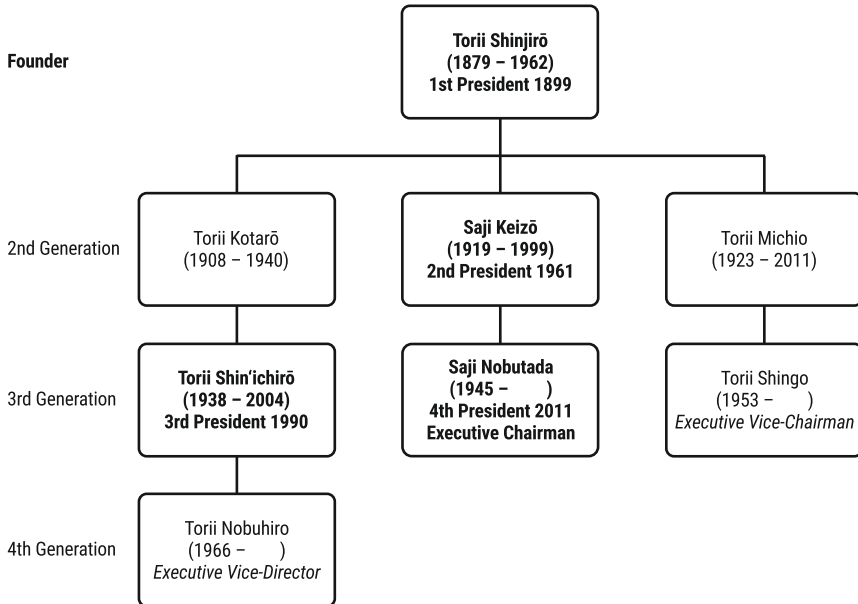 Founder
Torii Shinjirō
(1879 – 1962)
1st President 1899
2nd Generation
Torii Kotarō
(1908 – 1940)
Saji Keizō
(1919 – 1999)
2nd President 1961
Torii Michio
(1923 – 2011)
3rd Generation
Torii Shin‘ichirō
(1938 – 2004)
3rd President 1990
Saji Nobutada
(1945 – )
4th President 2011
Executive Chairman
Torii Shingo
(1953 – )
Executive Vice-Chairman
4th Generation
Torii Nobuhiro
(1966 – )
Executive Vice-Director